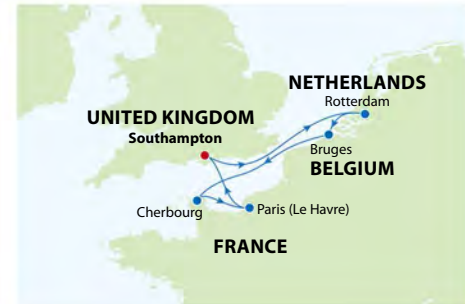 NETHERLANDS
Rotterdam
UNITED KINGDOM
Southampton
Bruges
BELGIUM
Cherbourg
Paris (Le Havre)
FRANCE